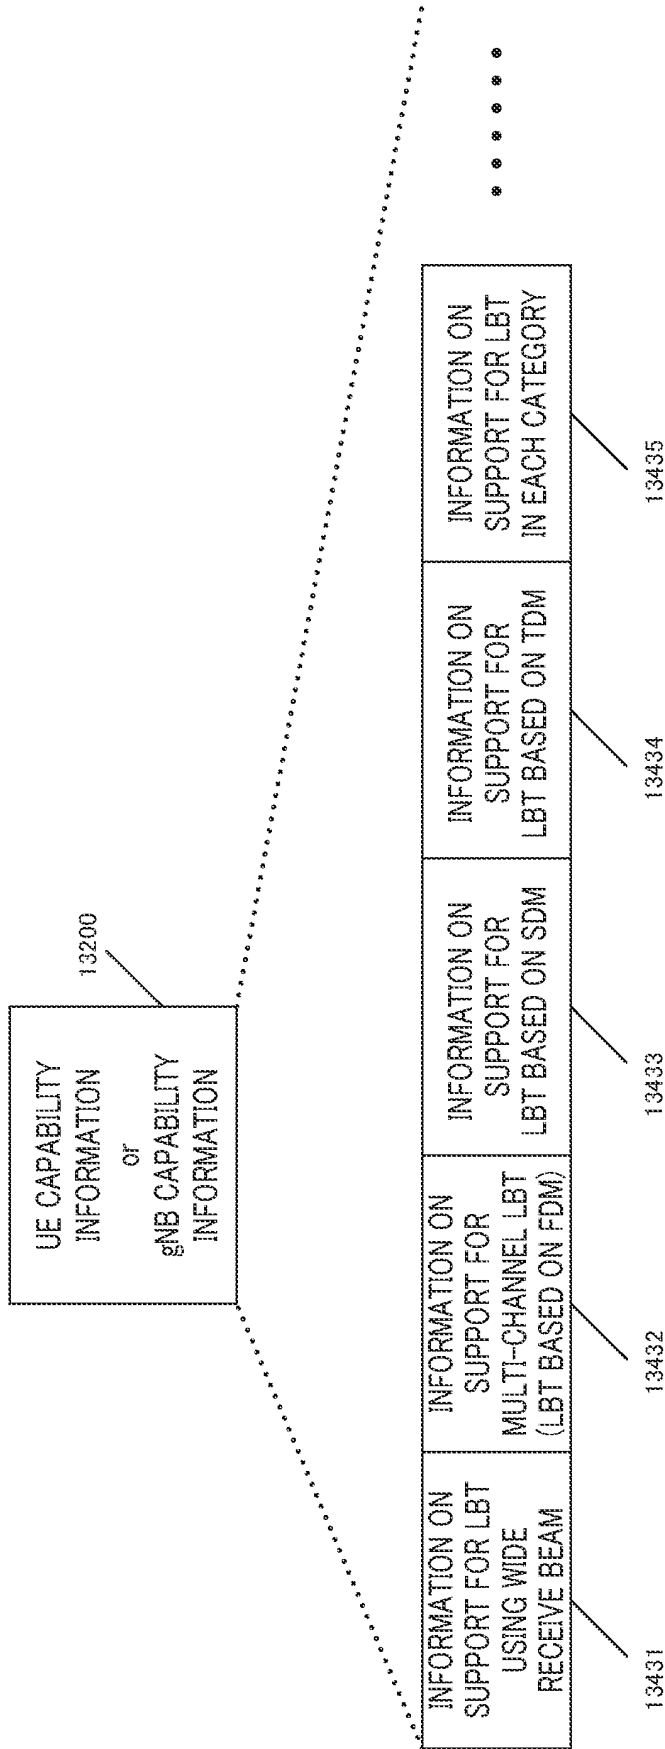 UE CAPABILITY
INFORMATION
or
gNB CAPABILITY
INFORMATION
13200
INFORMATION ON
SUPPORT FOR LBT
USING WIDE
RECEIVE BEAM
13431
INFORMATION ON
SUPPORT FOR
MULTI-CHANNEL LBT
(LBT BASED ON FDM)
13432
INFORMATION ON
SUPPORT FOR
LBT BASED ON SDM
13433
INFORMATION ON
SUPPORT FOR
LBT BASED ON TDM
13434
INFORMATION ON
SUPPORT FOR LBT
IN EACH CATEGORY
13435